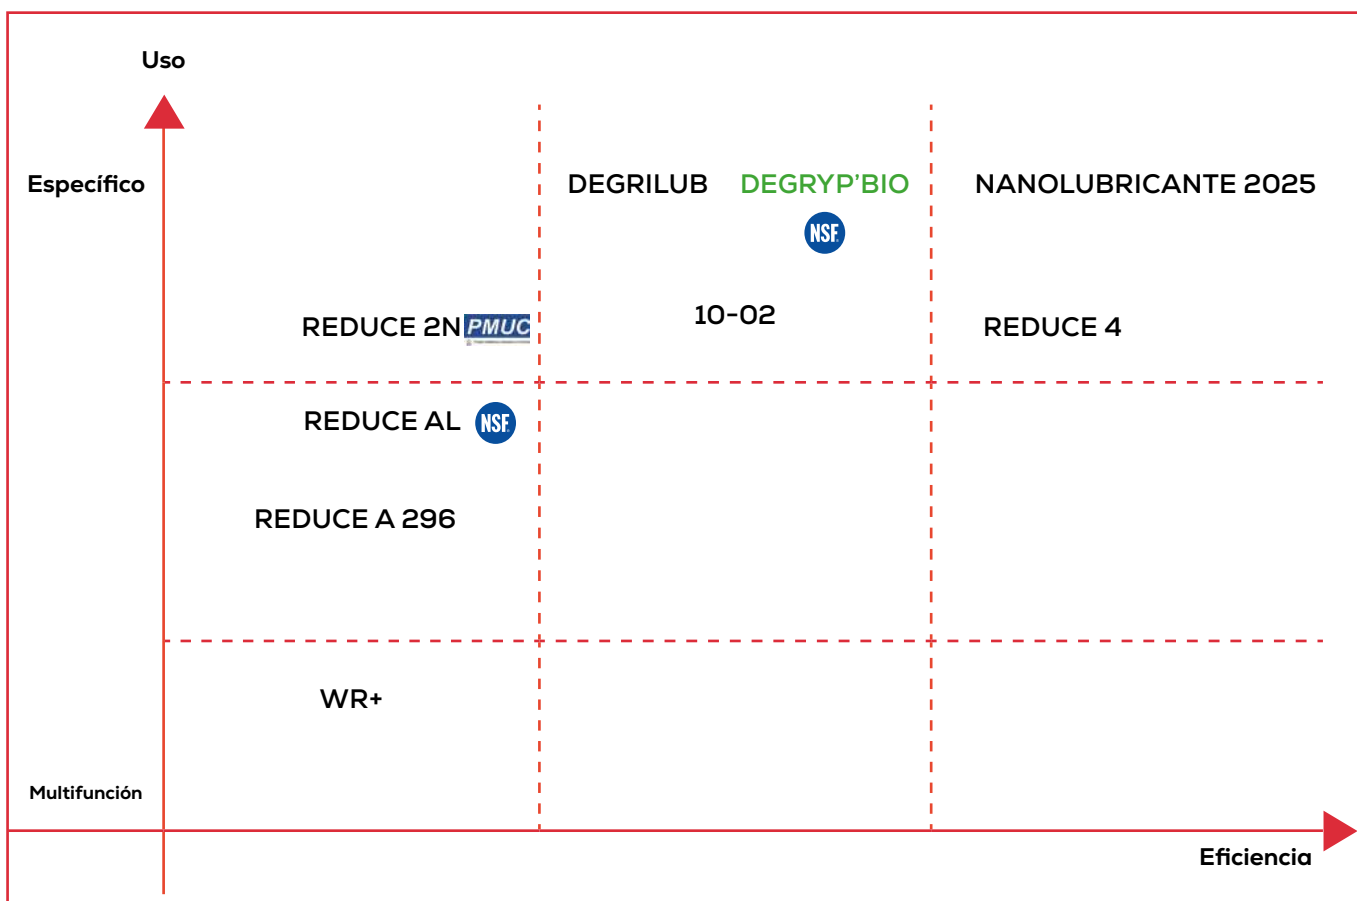 Uso
Específico
DEGRILUB DEGRYP'BIO NANOLUBRICANTE 2025
NSF
REDUCE 2N PMUC 10-02 REDUCE 4
REDUCE AL NSF
REDUCE A 296
WR+
Multifunción
Eficiencia